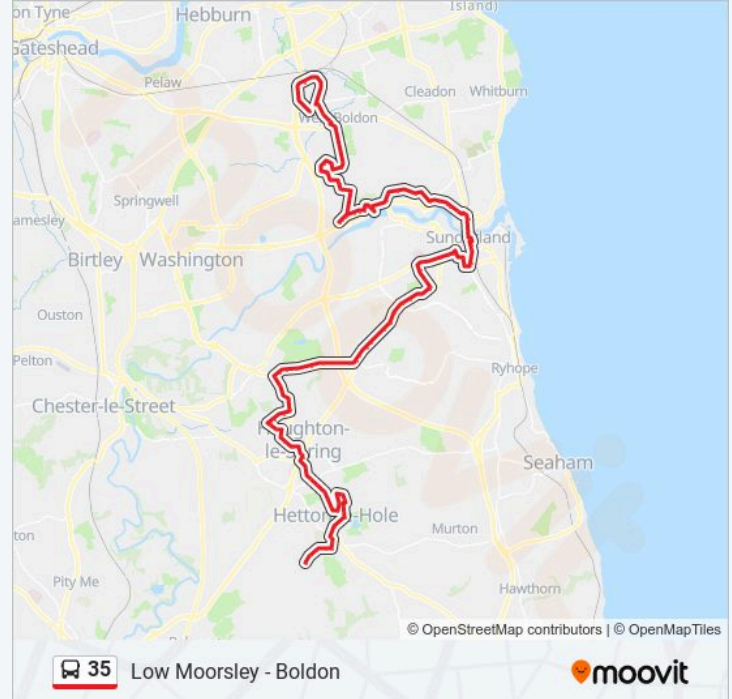 on Tyne
Hebburn
Island)
Gateshead
Pelaw
Cleadon
Whitburn
West Boldon
Springwell
amesley
Birtley
Washington
Sunderland
Ouston
Pelton
Ryhope
Chester-le-Street
Houghton-
le-Spring
Seaham
Hetton-le-Hole
Murton
ton
Pity Me
Hawthorn
© OpenStreetMap contributors | © OpenMapTiles
35
Low Moorsley - Boldon
moovit